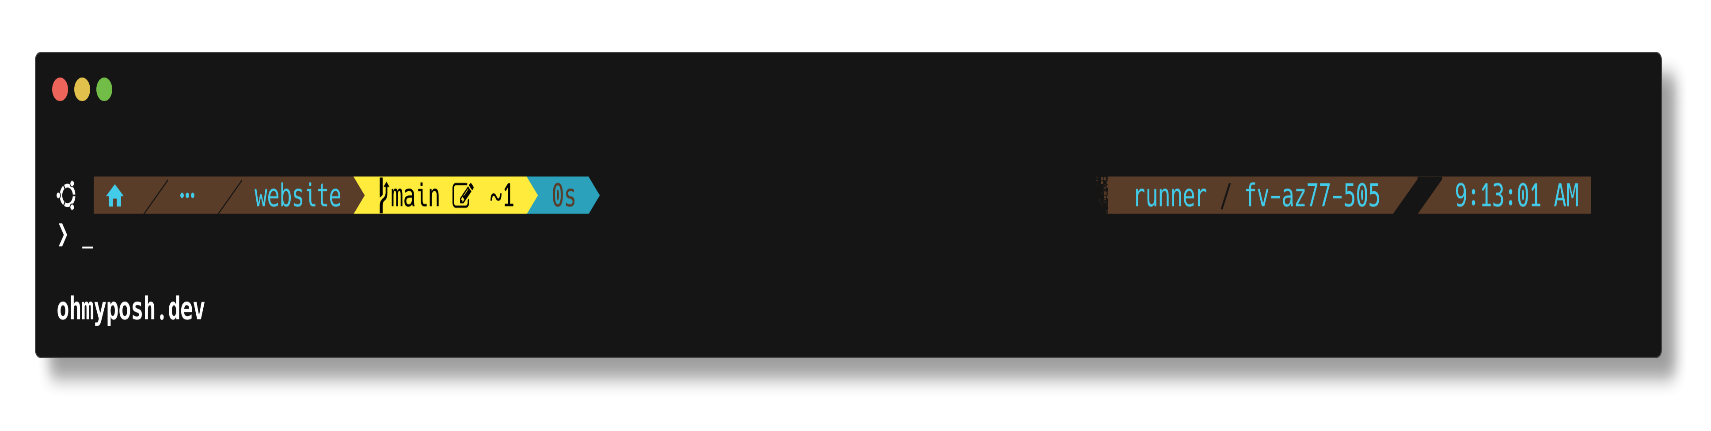 … website main ~1 0s runner / fv-az77-505 9:13:01 AM
❯ _
ohmyposh.dev